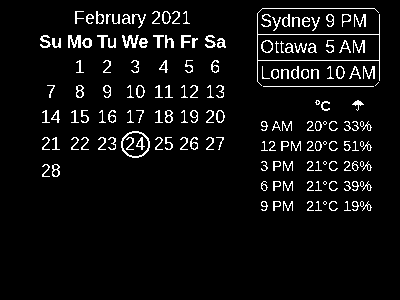 February 2021
Su Mo Tu We Th Fr Sa
1 2 3 4 5 6
7 8 9 10 11 12 13
14 15 16 17 18 19 20
21 22 23 24 25 26 27
28
Sydney 9 PM
Ottawa 5 AM
London 10 AM
°C ☂
9 AM 20°C 33%
12 PM 20°C 51%
3 PM 21°C 26%
6 PM 21°C 39%
9 PM 21°C 19%